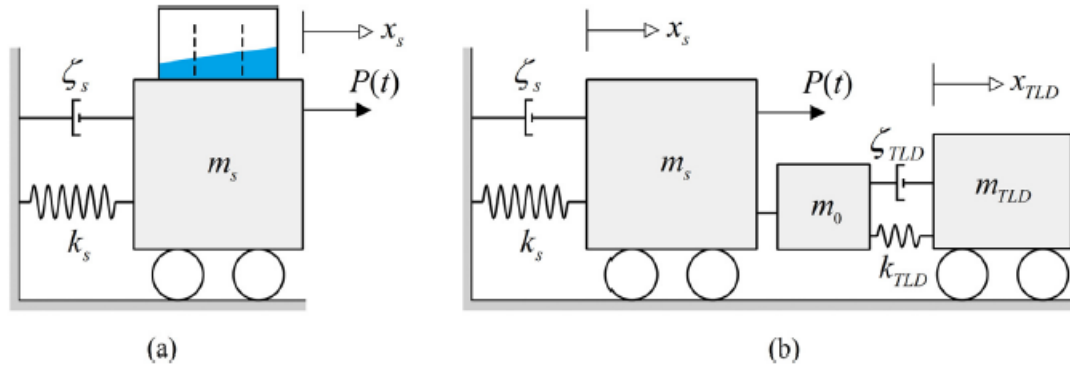 x_s
ζ_s
P(t)
m_s
k_s
(a)
x_s
ζ_s
P(t)
x_TLD
ζ_TLD
m_s
m_0
m_TLD
k_s
k_TLD
(b)